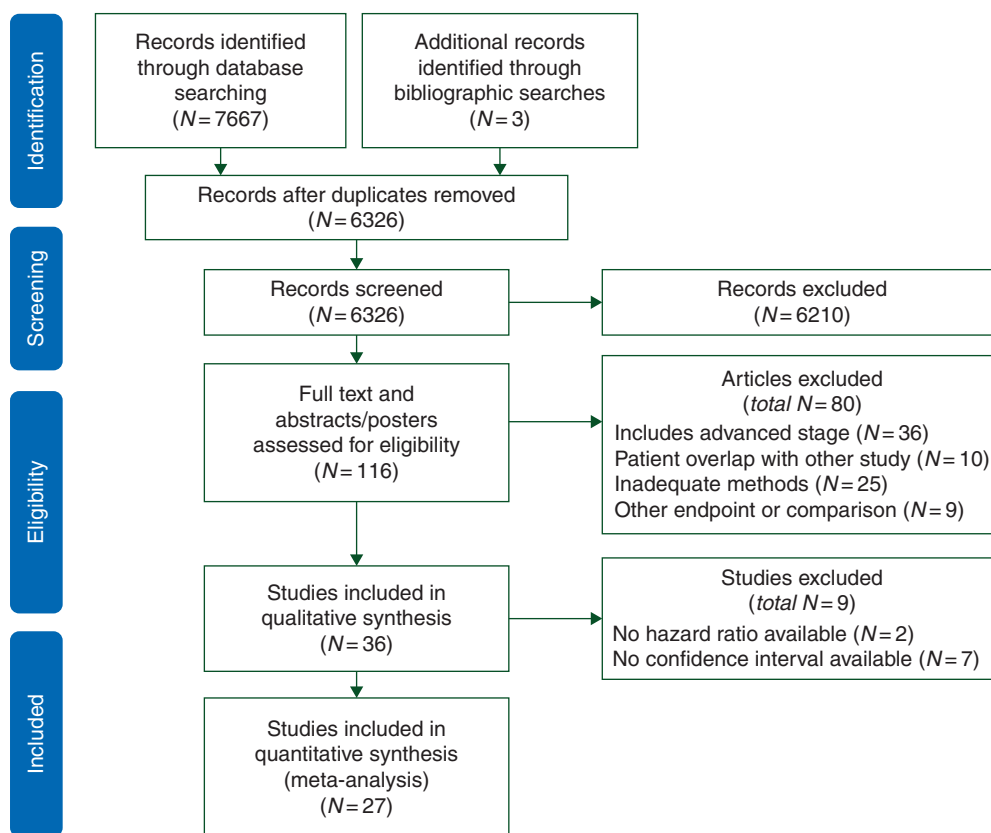 Identification
Records identified
through database
searching
(N = 7667)
Additional records
identified through
bibliographic searches
(N = 3)
Records after duplicates removed
(N = 6326)
Screening
Records screened
(N = 6326)
Records excluded
(N = 6210)
Eligibility
Full text and
abstracts/posters
assessed for eligibility
(N = 116)
Articles excluded
(total N = 80)
Includes advanced stage (N = 36)
Patient overlap with other study (N = 10)
Inadequate methods (N = 25)
Other endpoint or comparison (N = 9)
Studies included in
qualitative synthesis
(N = 36)
Studies excluded
(total N = 9)
No hazard ratio available (N = 2)
No confidence interval available (N = 7)
Included
Studies included in
quantitative synthesis
(meta-analysis)
(N = 27)